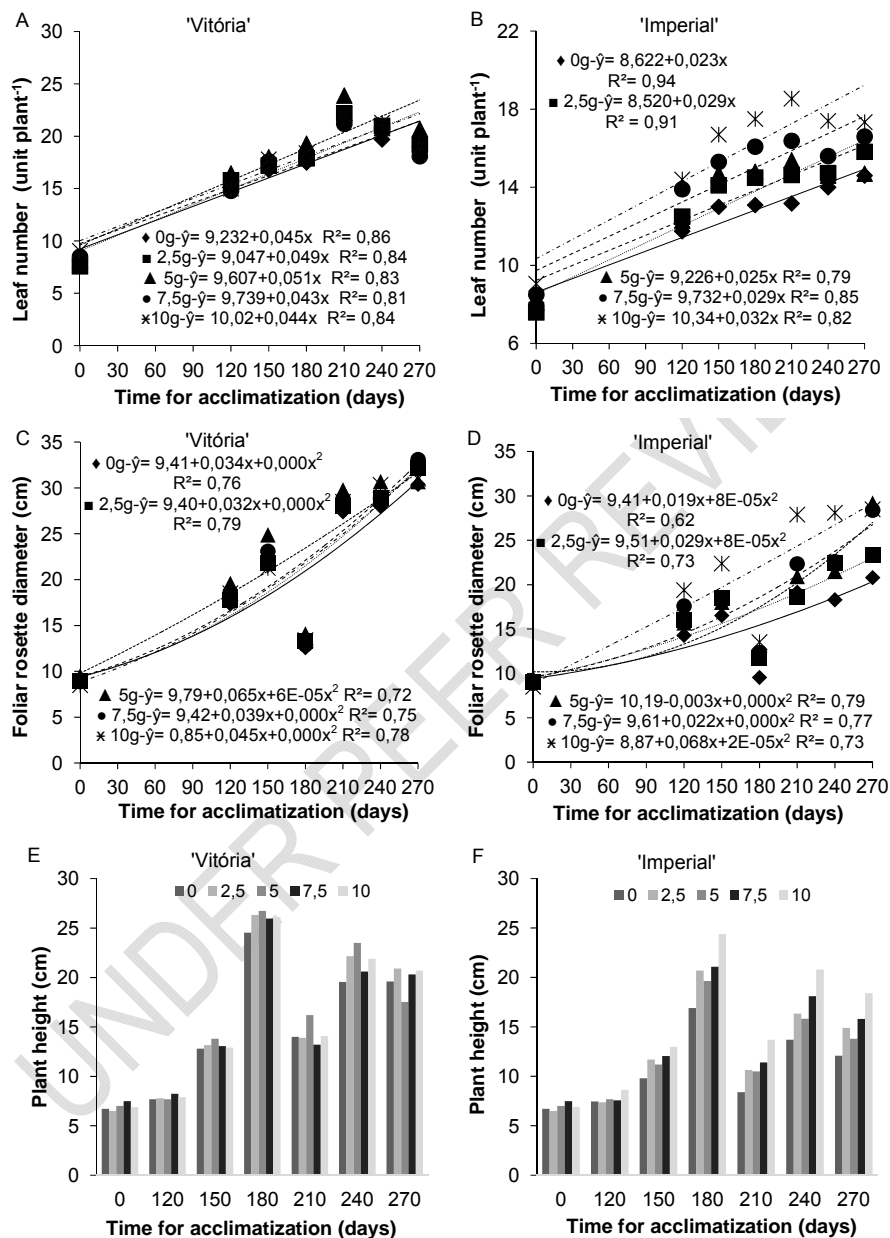 A
'Vitória'
Leaf number (unit plant⁻¹)
30
25
20
15
10
5
0
◆ 0g-ŷ= 9,232+0,045x R²= 0,86
■ 2,5g-ŷ= 9,047+0,049x R²= 0,84
▲ 5g-ŷ= 9,607+0,051x R²= 0,83
● 7,5g-ŷ= 9,739+0,043x R²= 0,81
✳10g-ŷ= 10,02+0,044x R²= 0,84
0 30 60 90 120 150 180 210 240 270
Time for acclimatization (days)
B
'Imperial'
Leaf number (unit plant⁻¹)
22
18
14
10
6
◆ 0g-ŷ= 8,622+0,023x
R²= 0,94
■ 2,5g-ŷ= 8,520+0,029x
R² = 0,91
▲ 5g-ŷ= 9,226+0,025x R²= 0,79
● 7,5g-ŷ= 9,732+0,029x R²= 0,85
✳ 10g-ŷ= 10,34+0,032x R²= 0,82
0 30 60 90 120 150 180 210 240 270
Time for acclimatization (days)
C
'Vitória'
Foliar rosette diameter (cm)
35
30
25
20
15
10
5
0
◆ 0g-ŷ= 9,41+0,034x+0,000x²
R²= 0,76
■ 2,5g-ŷ= 9,40+0,032x+0,000x²
R²= 0,79
▲ 5g-ŷ= 9,79+0,065x+6E-05x² R²= 0,72
● 7,5g-ŷ= 9,42+0,039x+0,000x² R²= 0,75
✳ 10g-ŷ= 0,85+0,045x+0,000x² R²= 0,78
0 30 60 90 120 150 180 210 240 270
Time for acclimatization (days)
D
'Imperial'
Foliar rosette diameter (cm)
35
30
25
20
15
10
5
0
◆ 0g-ŷ= 9,41+0,019x+8E-05x²
R²= 0,62
■ 2,5g-ŷ= 9,51+0,029x+8E-05x²
R²= 0,73
▲ 5g-ŷ= 10,19-0,003x+0,000x² R²= 0,79
● 7,5g-ŷ= 9,61+0,022x+0,000x² R²= 0,77
✳ 10g-ŷ= 8,87+0,068x+2E-05x² R²= 0,73
0 30 60 90 120 150 180 210 240 270
Time for acclimatization (days)
E
'Vitória'
■ 0 ■ 2,5 ■ 5 ■ 7,5 ■ 10
Plant height (cm)
30
25
20
15
10
5
0
0 120 150 180 210 240 270
Time for acclimatization (days)
F
'Imperial'
■ 0 ■ 2,5 ■ 5 ■ 7,5 ■ 10
Plant height (cm)
30
25
20
15
10
5
0
0 120 150 180 210 240 270
Time for acclimatization (days)
UNDER PEER REVIEW